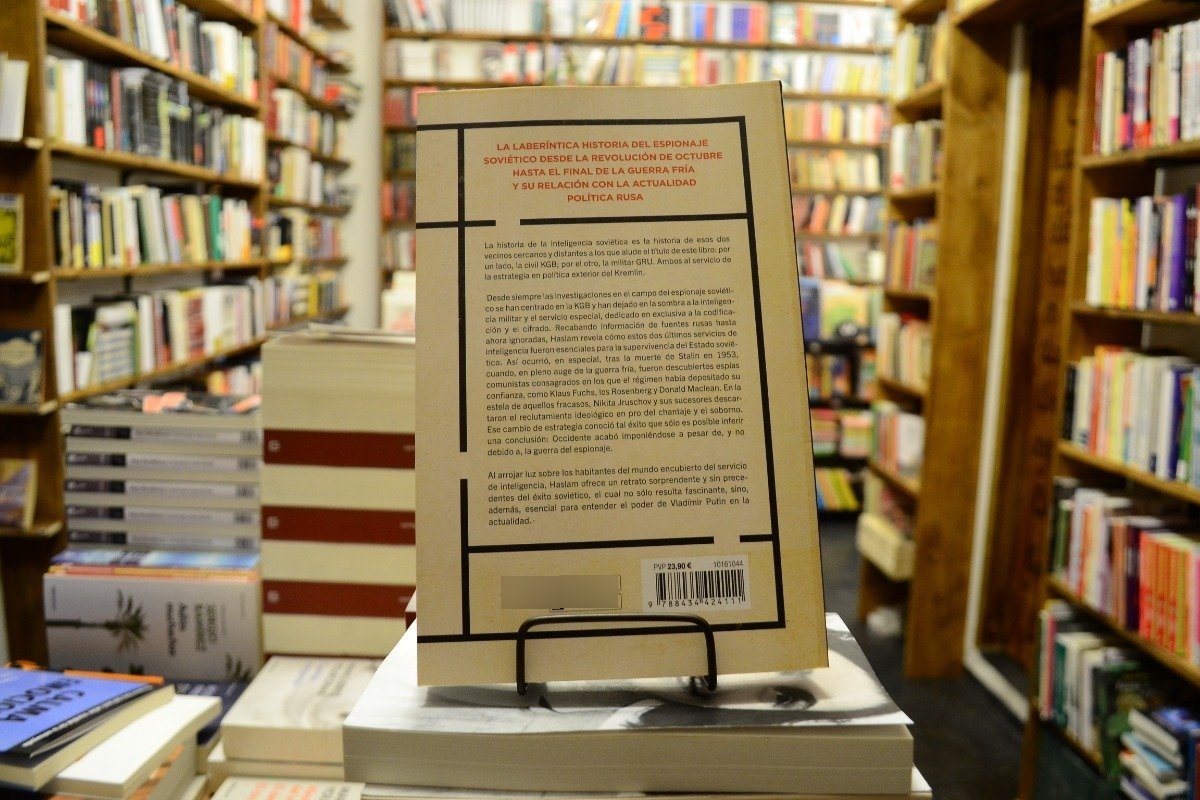 LA LABERÍNTICA HISTORIA DEL ESPIONAJE
SOVIÉTICO DESDE LA REVOLUCIÓN DE OCTUBRE
HASTA EL FINAL DE LA GUERRA FRÍA
Y SU RELACIÓN CON LA ACTUALIDAD
POLÍTICA RUSA
La historia de la inteligencia soviética es la historia de esos dos
vecinos cercanos y distantes a los que alude el título de este libro: por
un lado, la civil KGB; por el otro, la militar GRU. Ambos al servicio de
la estrategia en política exterior del Kremlin.
Desde siempre las investigaciones en el campo del espionaje soviéti-
co se han centrado en la KGB y han dejado en la sombra a la inteligen-
cia militar y el servicio especial, dedicado en exclusiva a la codifica-
ción y el cifrado. Recabando información de fuentes rusas hasta
ahora ignoradas, Haslam revela cómo estos dos últimos servicios de
inteligencia fueron esenciales para la supervivencia del Estado sovié-
tico. Así ocurrió, en especial, tras la muerte de Stalin en 1953,
cuando, en pleno auge de la guerra fría, fueron descubiertos espías
comunistas consagrados en los que el régimen había depositado su
confianza, como Klaus Fuchs, los Rosenberg y Donald Maclean. En la
estela de aquellos fracasos, Nikita Jruschov y sus sucesores descar-
taron el reclutamiento ideológico en pro del chantaje y el soborno.
Ese cambio de estrategia conoció tal éxito que sólo es posible inferir
una conclusión: Occidente acabó imponiéndose a pesar de, y no
debido a, la guerra del espionaje.
Al arrojar luz sobre los habitantes del mundo encubierto del servicio
de inteligencia, Haslam ofrece un retrato sorprendente y sin prece-
dentes del éxito soviético, el cual no sólo resulta fascinante, sino,
además, esencial para entender el poder de Vladímir Putin en la
actualidad.
PVP 23,90 € 10161044
9 788434 424111
CALMA